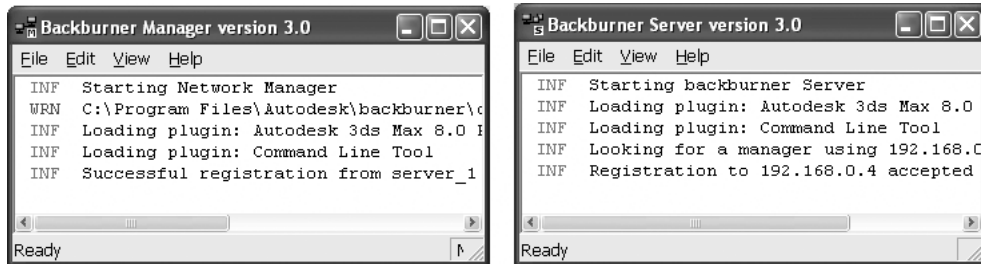 Backburner Manager version 3.0
File Edit View Help
INF Starting Network Manager
WRN C:\Program Files\Autodesk\backburner\
INF Loading plugin: Autodesk 3ds Max 8.0
INF Loading plugin: Command Line Tool
INF Successful registration from server_1
Ready
Backburner Server version 3.0
File Edit View Help
INF Starting backburner Server
INF Loading plugin: Autodesk 3ds Max 8.0
INF Loading plugin: Command Line Tool
INF Looking for a manager using 192.168.0
INF Registration to 192.168.0.4 accepted
Ready